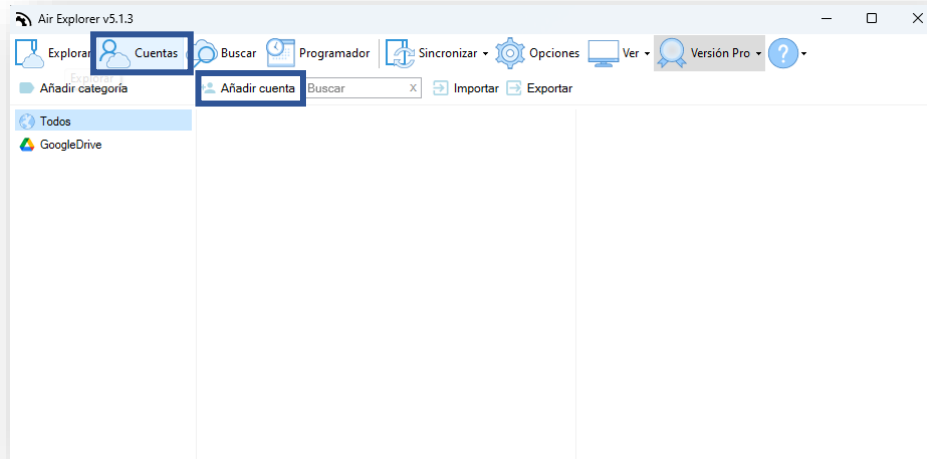 Air Explorer v5.1.3
Explorar Cuentas Buscar Programador Sincronizar Opciones Ver Versión Pro ?
Explorar
Añadir categoría Añadir cuenta Buscar X Importar Exportar
Todos
GoogleDrive